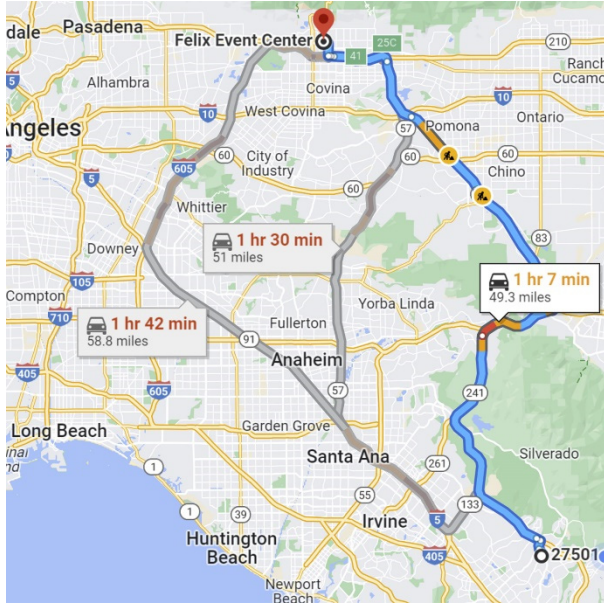 dale
Pasadena
Felix Event Center
41
25C
210
Ranch
Cucamo
5
Alhambra
Covina
10
West Covina
Pomona
Ontario
10
Angeles
57
605
60
City of
Industry
60
60
Chino
5
60
Whittier
1 hr 30 min
51 miles
83
Downey
1 hr 7 min
49.3 miles
Compton
105
1 hr 42 min
58.8 miles
Yorba Linda
710
Fullerton
91
Anaheim
405
605
57
241
Garden Grove
Long Beach
Silverado
1
Santa Ana
261
55
133
1
39
Irvine
5
Huntington
Beach
405
27501
Newport
Beach